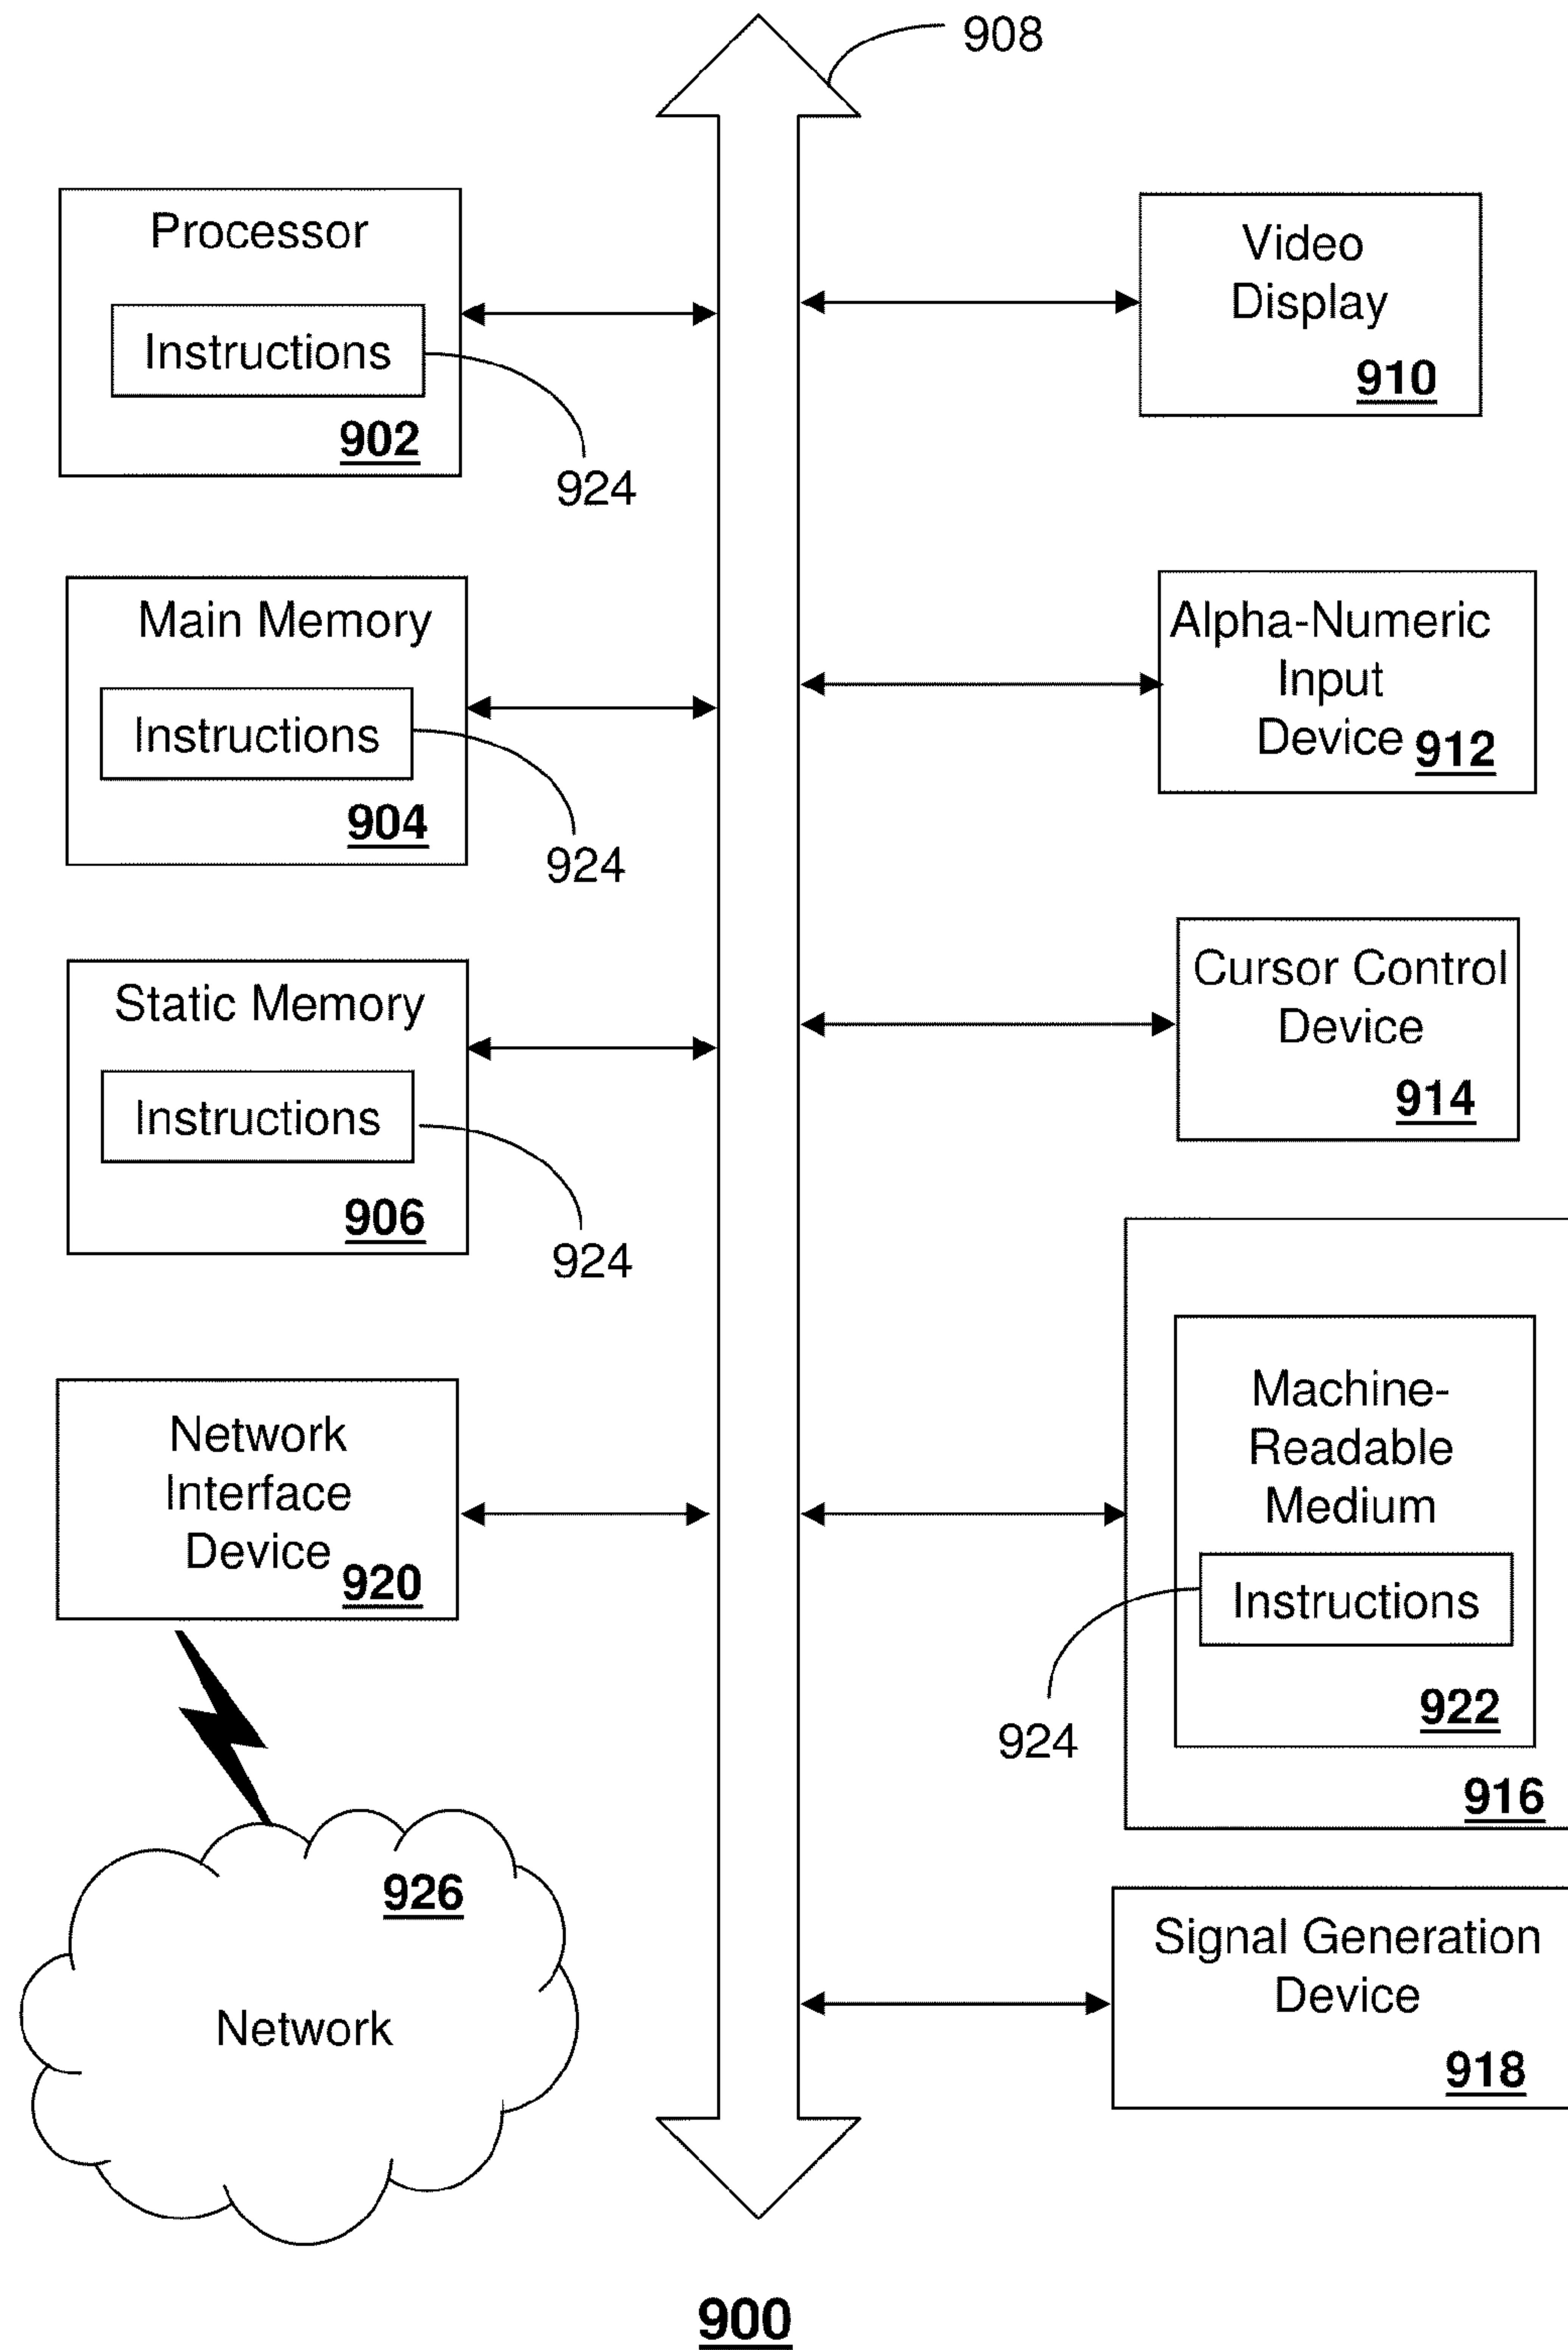 908
Processor
Instructions
902
924
Main Memory
Instructions
904
924
Static Memory
Instructions
906
924
Network
Interface
Device
920
926
Network
Video
Display
910
Alpha-Numeric
Input
Device
912
Cursor Control
Device
914
Machine-
Readable
Medium
Instructions
922
924
916
Signal Generation
Device
918
900